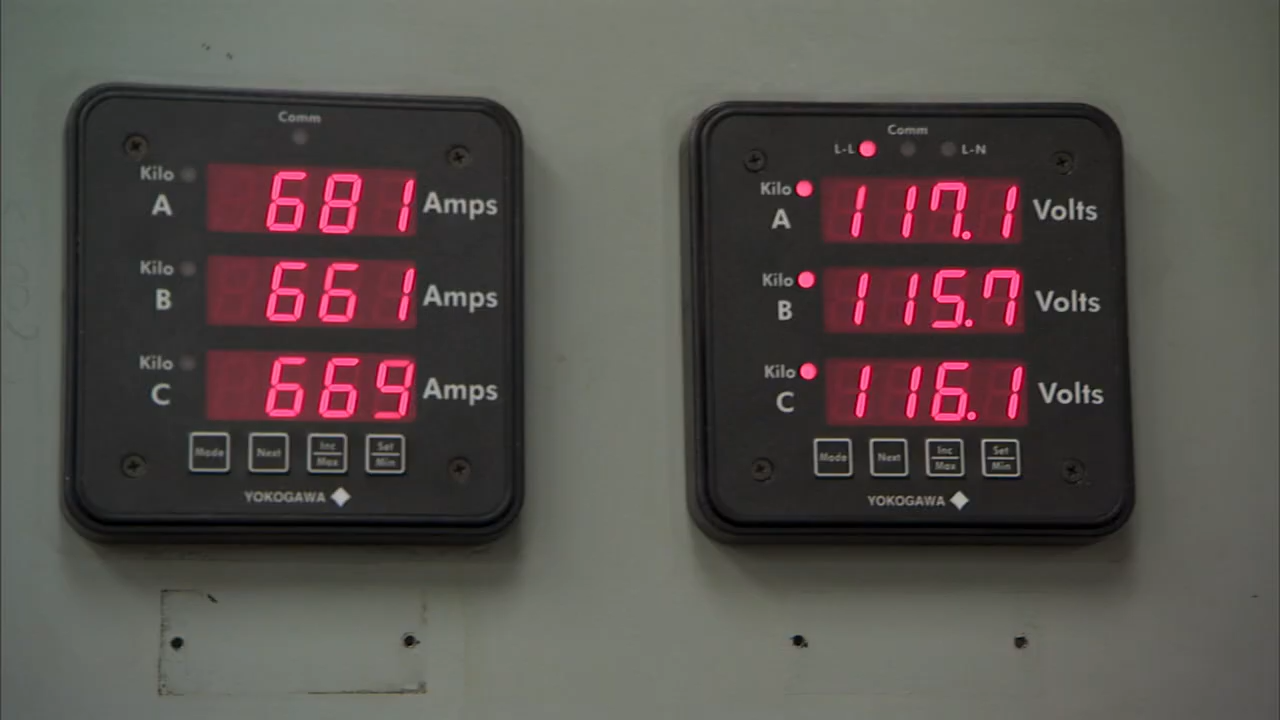 Comm
Kilo
A
681
Amps
Kilo
B
661
Amps
Kilo
C
669
Amps
Mode
Next
Inc
Max
Set
Min
YOKOGAWA
Comm
L-L
L-N
Kilo
A
117.1
Volts
Kilo
B
115.7
Volts
Kilo
C
116.1
Volts
Mode
Next
Inc
Max
Set
Min
YOKOGAWA